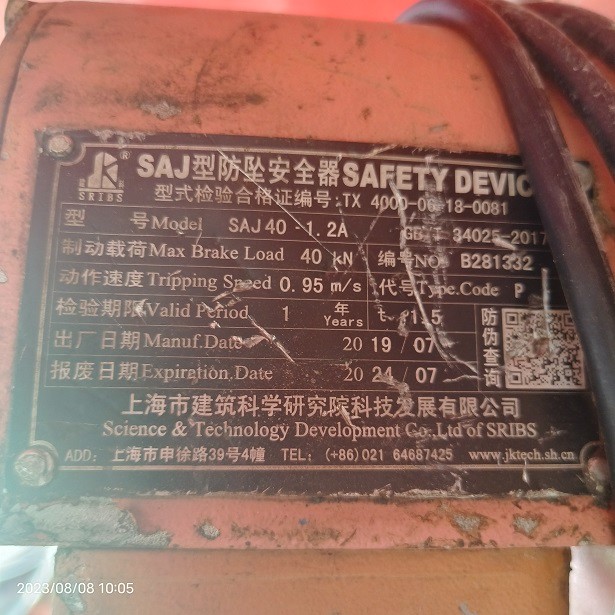 SAJ型防坠安全器SAFETY DEVIC
SRIBS ®
型式检验合格证编号:TX 4000-06-18-0081
型 号Model SAJ40-1.2A GB/T 34025-2017
制动载荷Max Brake Load 40 kN 编号NO. B281332
动作速度Tripping Speed 0.95 m/s 代号Type.Code P
检验期限Valid Period 1 年 Years
出厂日期Manuf.Date 2019/07
报废日期Expiration.Date 2024/07
防伪查询
上海市建筑科学研究院科技发展有限公司
Science & Technology Development Co.,Ltd of SRIBS
ADD: 上海市申徐路39号4幢 TEL: (+86)021 64687425 www.jktech.sh.cn
2023/08/08 10:05